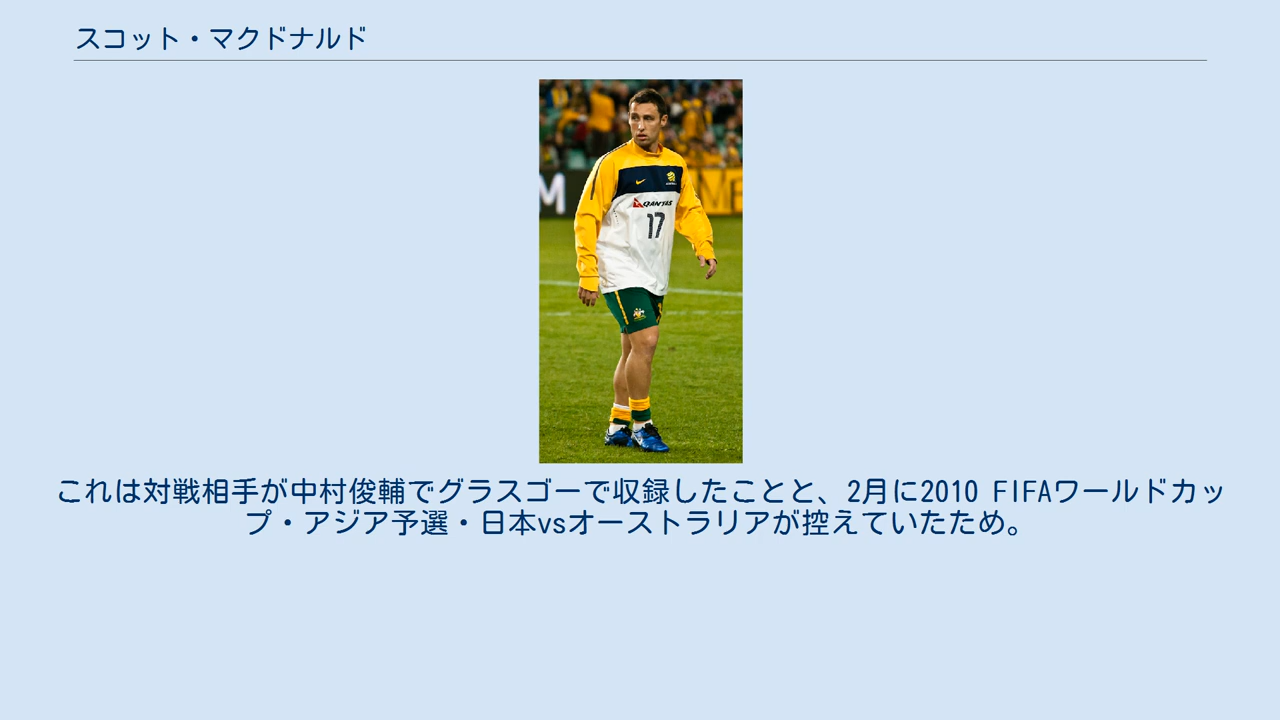 スコット・マクドナルド
QANTAS
17
これは対戦相手が中村俊輔でグラスゴーで収録したことと、2月に2010 FIFAワールドカッ
プ・アジア予選・日本vsオーストラリアが控えていたため。